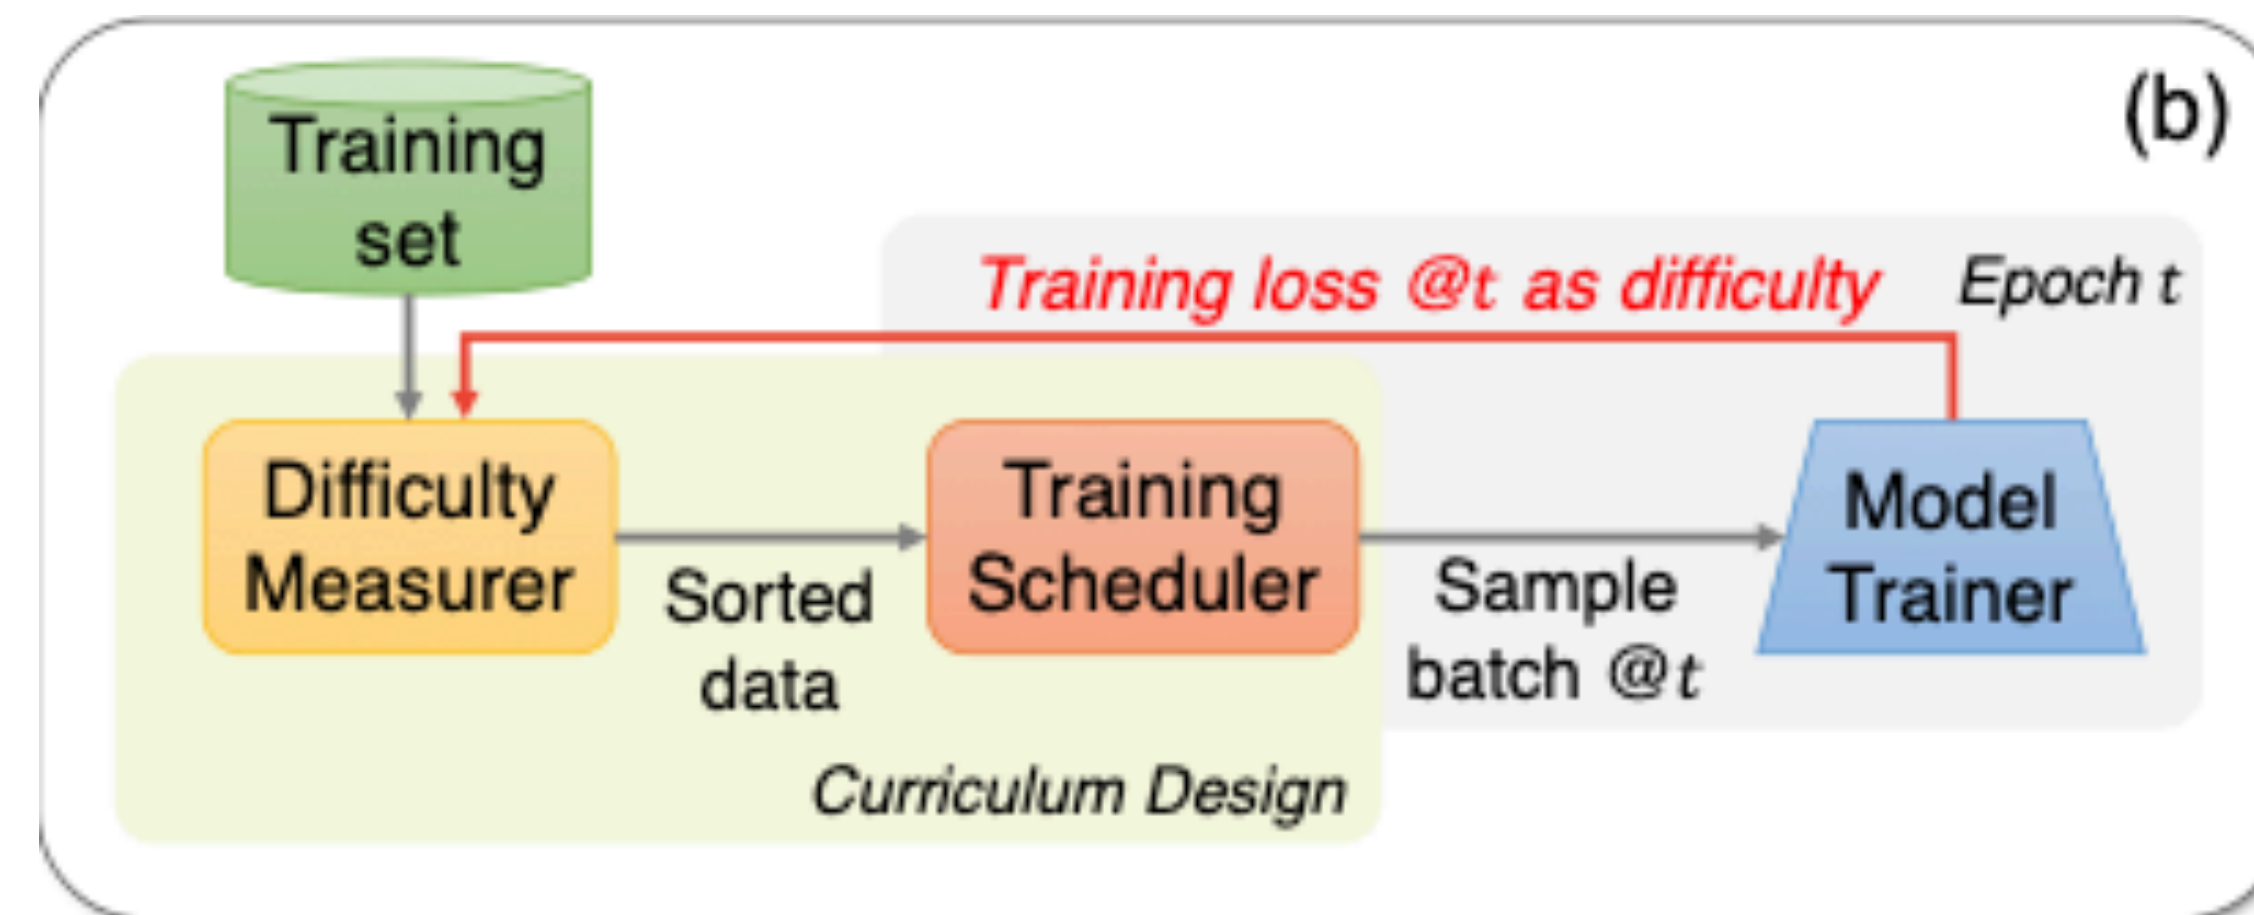 (b)
Training
set
Training loss @t as difficulty
Epoch t
Difficulty
Measurer
Sorted
data
Training
Scheduler
Sample
batch @t
Model
Trainer
Curriculum Design